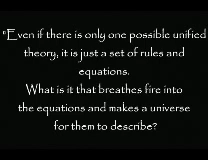 "Even if there is only one possible unified
theory, it is just a set of rules and
equations.
What is it that breathes fire into
the equations and makes a universe
for them to describe?